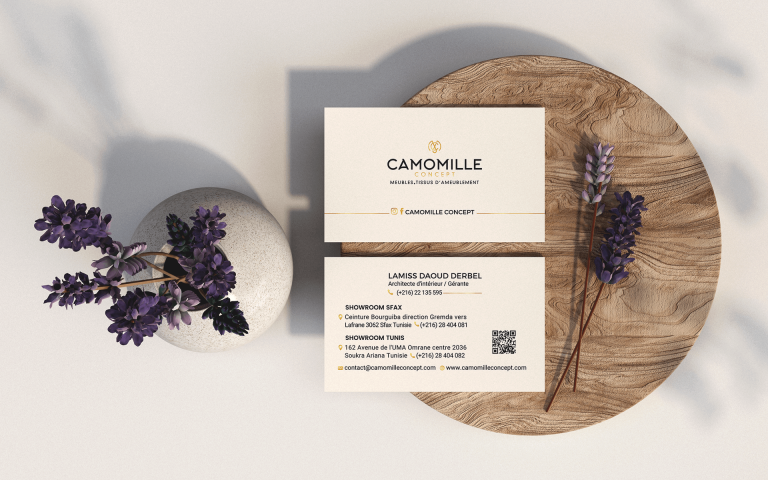 CAMOMILLE
CONCEPT
MEUBLES.TISSUS D'AMEUBLEMENT
CAMOMILLE CONCEPT
LAMISS DAOUD DERBEL
Architecte d'intérieur / Gérante
(+216) 22 135 595
SHOWROOM SFAX
Ceinture Bourguiba direction Gremda vers
Lafrane 3062 Sfax Tunisie (+216) 28 404 081
SHOWROOM TUNIS
162 Avenue de l'UMA Omrane centre 2036
Soukra Ariana Tunisie (+216) 28 404 082
contact@camomilleconcept.com www.camomilleconcept.com